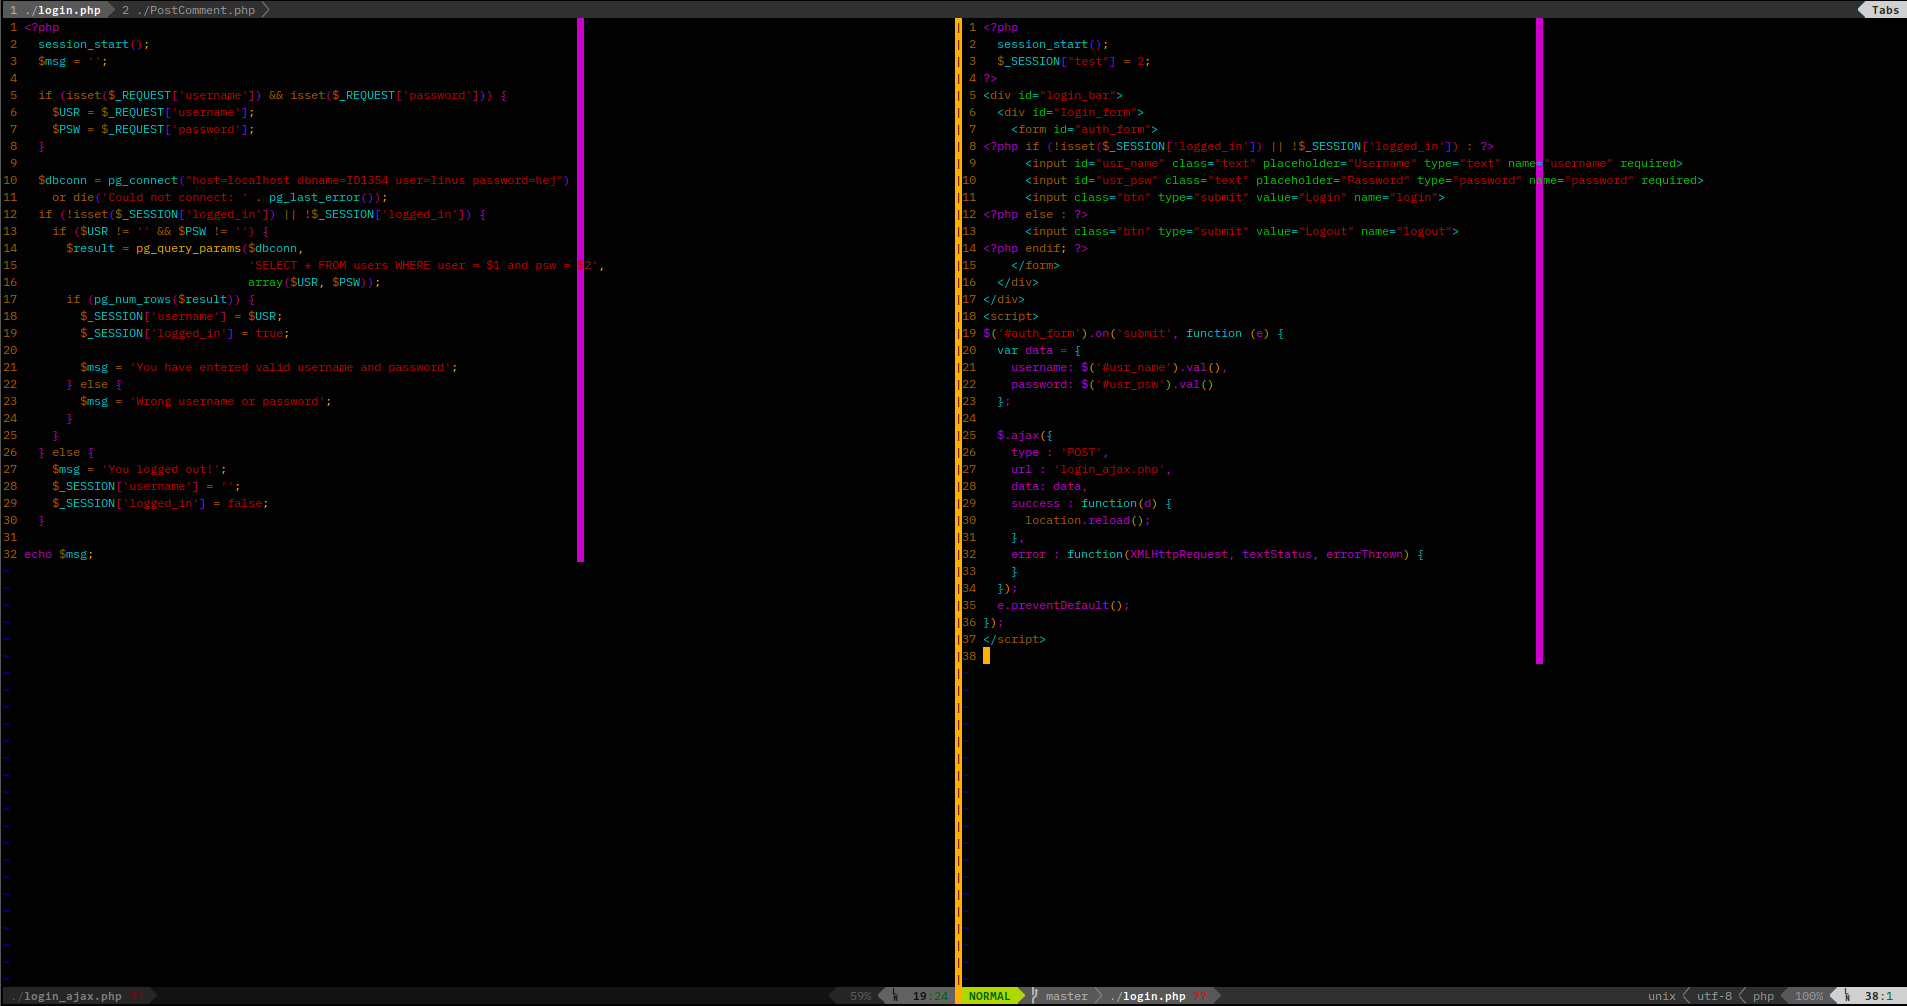 1 ./login.php 2 ./PostComment.php Tabs
1 <?php
2   session_start();
3   $msg = '';
4
5   if (isset($_REQUEST['username']) && isset($_REQUEST['password'])) {
6     $USR = $_REQUEST['username'];
7     $PSW = $_REQUEST['password'];
8   }
9
10   $dbconn = pg_connect("host=localhost dbname=ID1354 user=linus password=hej")
11     or die('Could not connect: ' . pg_last_error());
12   if (!isset($_SESSION['logged_in']) || !$_SESSION['logged_in']) {
13     if ($USR != '' && $PSW != '') {
14       $result = pg_query_params($dbconn,
15                                 'SELECT * FROM users WHERE user = $1 and psw = $2',
16                                 array($USR, $PSW));
17       if (pg_num_rows($result)) {
18         $_SESSION['username'] = $USR;
19         $_SESSION['logged_in'] = true;
20
21         $msg = 'You have entered valid username and password';
22       } else {
23         $msg = 'Wrong username or password';
24       }
25     }
26   } else {
27     $msg = 'You logged out!';
28     $_SESSION['username'] = '';
29     $_SESSION['logged_in'] = false;
30   }
31
32 echo $msg;
./login_ajax.php ?? 59% 19:24
1 <?php
2   session_start();
3   $_SESSION["test"] = 2;
4 ?>
5 <div id="login_bar">
6   <div id="login_form">
7     <form id="auth_form">
8 <?php if (!isset($_SESSION['logged_in']) || !$_SESSION['logged_in']) : ?>
9       <input id="usr_name" class="text" placeholder="Username" type="text" name="username" required>
10       <input id="usr_psw" class="text" placeholder="Password" type="password" name="password" required>
11       <input class="btn" type="submit" value="Login" name="login">
12 <?php else : ?>
13       <input class="btn" type="submit" value="Logout" name="logout">
14 <?php endif; ?>
15     </form>
16   </div>
17 </div>
18 <script>
19 $('#auth_form').on('submit', function (e) {
20   var data = {
21     username: $('#usr_name').val(),
22     password: $('#usr_psw').val()
23   };
24
25   $.ajax({
26     type : 'POST',
27     url : 'login_ajax.php',
28     data: data,
29     success : function(d) {
30       location.reload();
31     },
32     error : function(XMLHttpRequest, textStatus, errorThrown) {
33     }
34   });
35   e.preventDefault();
36 });
37 </script>
38
NORMAL master ./login.php ?? unix utf-8 php 100% 38:1